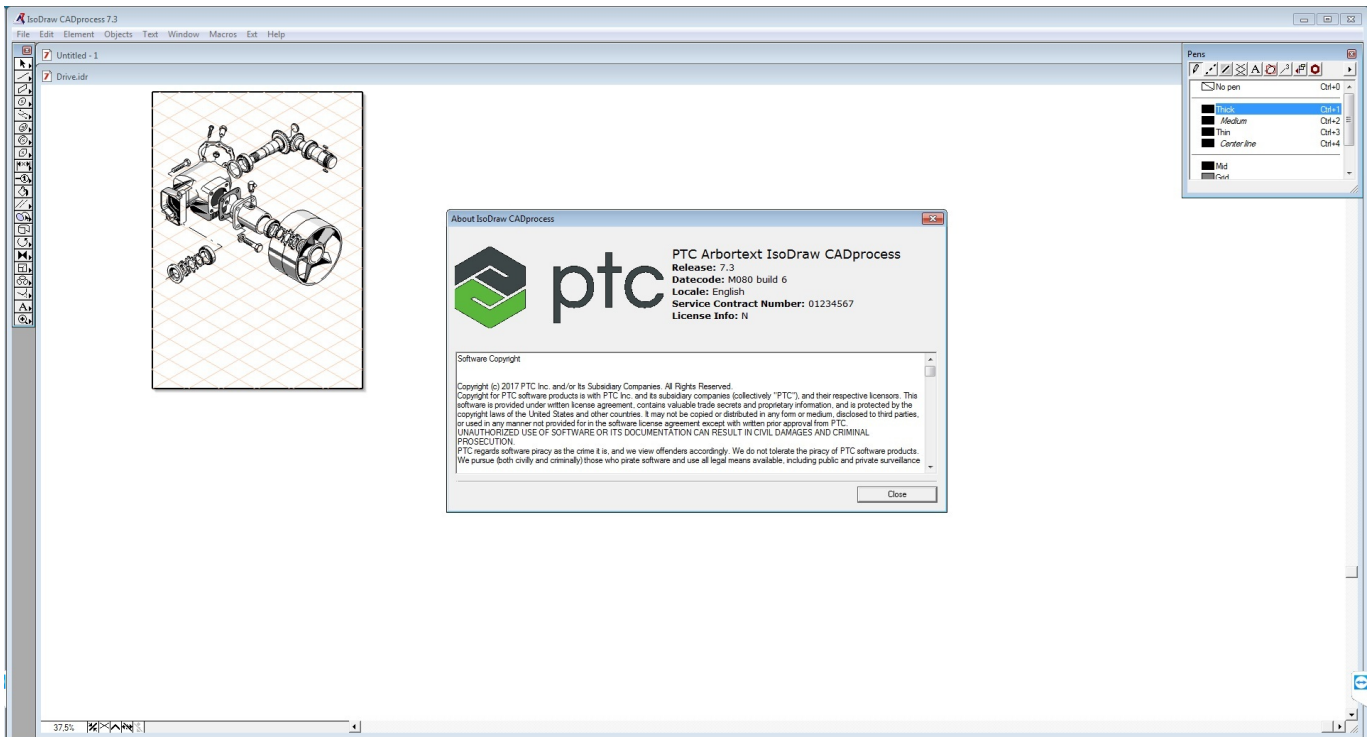 IsoDraw CADprocess 7.3
File Edit Element Objects Text Window Macros Ext Help
Untitled - 1
Drive.idr
Pens
No pen Ctrl+0
Thick Ctrl+1
Medium Ctrl+2
Thin Ctrl+3
Center line Ctrl+4
Mid
Grid
About IsoDraw CADprocess
ptc
PTC Arbortext IsoDraw CADprocess
Release: 7.3
Datecode: M080 build 6
Locale: English
Service Contract Number: 01234567
License Info: N
Software Copyright
Copyright (c) 2017 PTC Inc. and/or Its Subsidiary Companies. All Rights Reserved.
Copyright for PTC software products is with PTC Inc. and its subsidiary companies (collectively "PTC"), and their respective licensors. This
software is provided under written license agreement, contains valuable trade secrets and proprietary information, and is protected by the
copyright laws of the United States and other countries. It may not be copied or distributed in any form or medium, disclosed to third parties,
or used in any manner not provided for in the software license agreement except with written prior approval from PTC.
UNAUTHORIZED USE OF SOFTWARE OR ITS DOCUMENTATION CAN RESULT IN CIVIL DAMAGES AND CRIMINAL
PROSECUTION.
PTC regards software piracy as the crime it is, and we view offenders accordingly. We do not tolerate the piracy of PTC software products.
We pursue (both civilly and criminally) those who pirate software and use all legal means available, including public and private surveillance
Close
37.5%